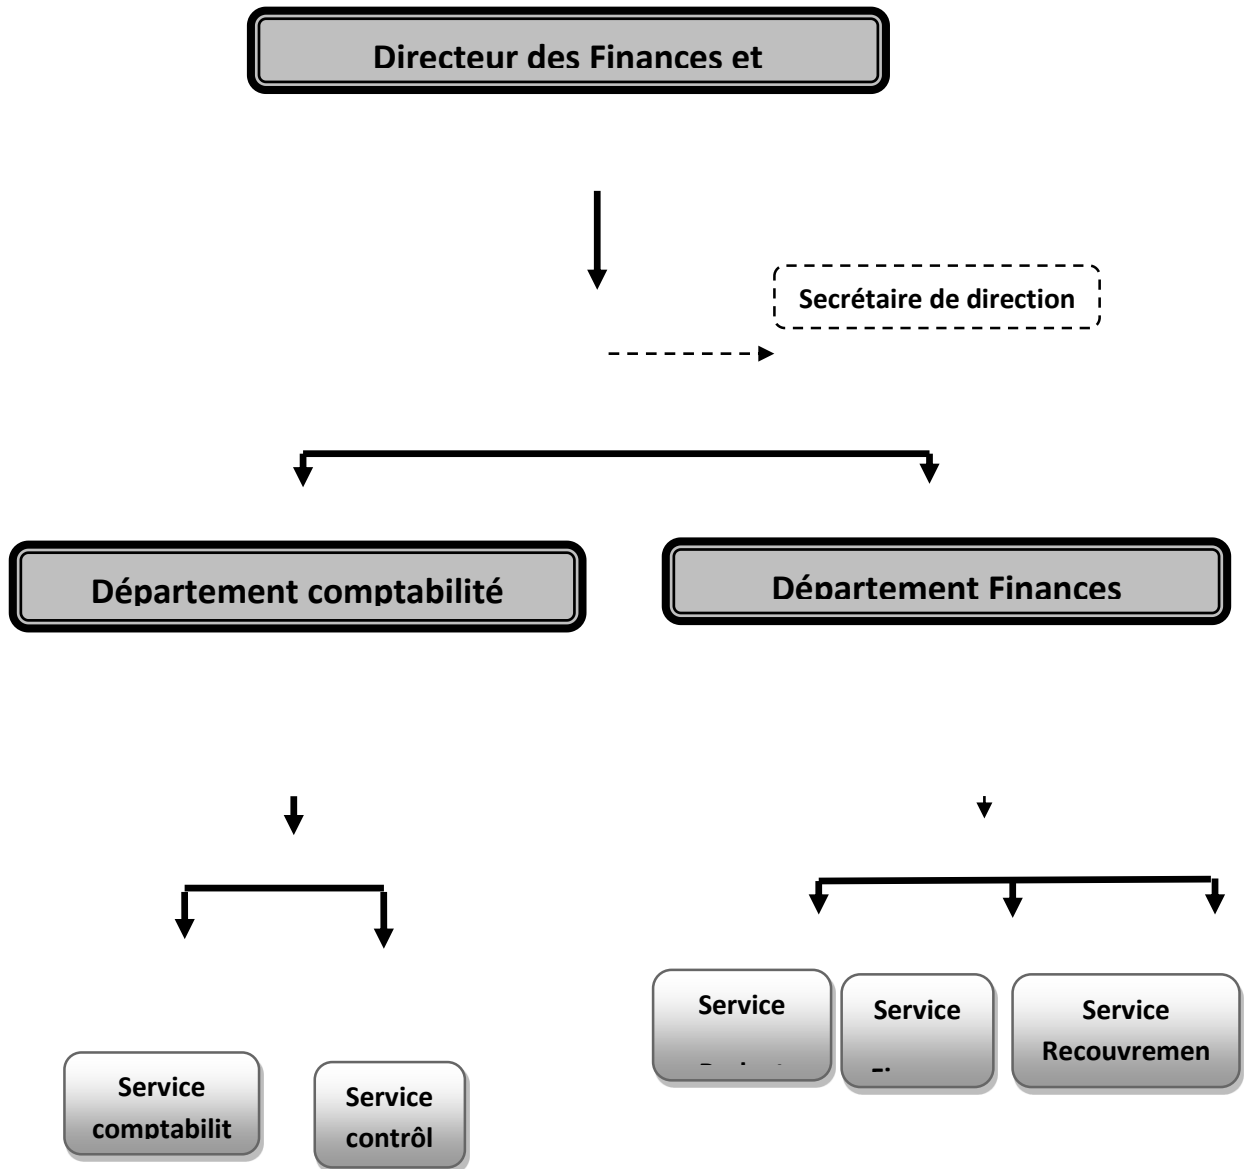 Directeur des Finances et
Secrétaire de direction
Département comptabilité
Département Finances
Service
Service
Service
Recouvremen
Service
comptabilit
Service
contrôl